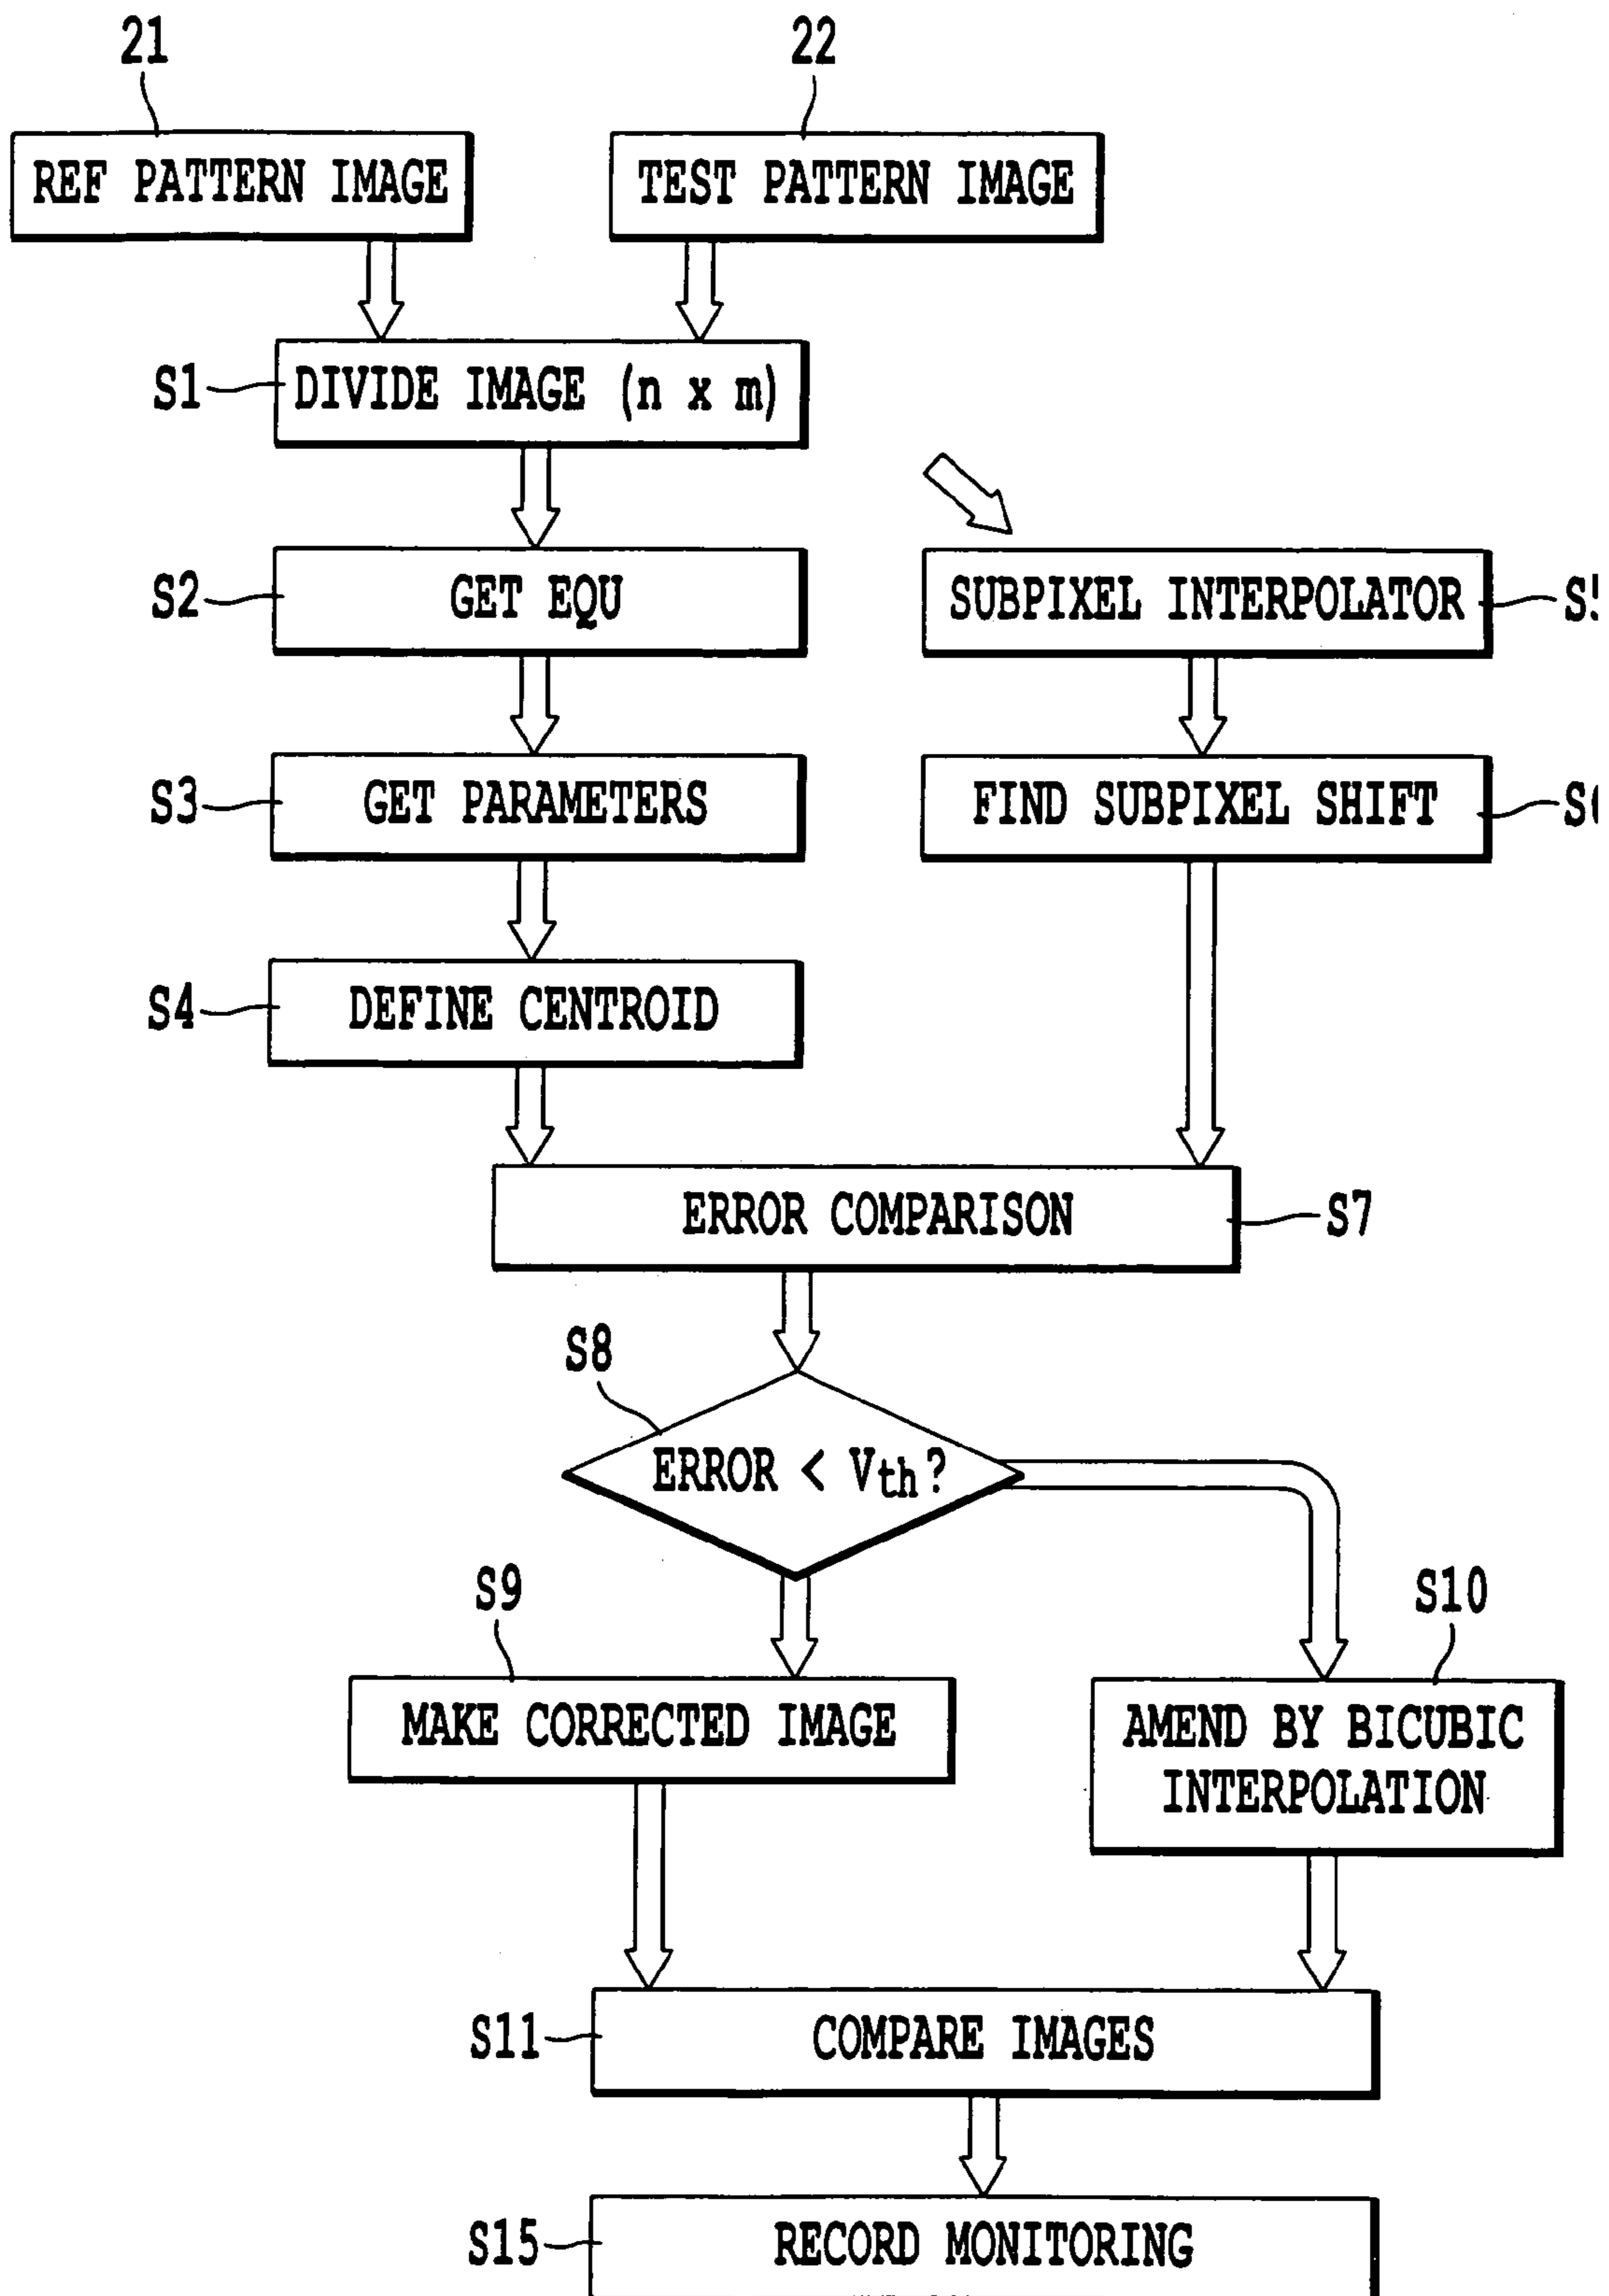 21
22
REF PATTERN IMAGE
TEST PATTERN IMAGE
S1
DIVIDE IMAGE (n x m)
S2
GET EQU
SUBPIXEL INTERPOLATOR
S3
GET PARAMETERS
FIND SUBPIXEL SHIFT
S4
DEFINE CENTROID
ERROR COMPARISON
S7
S8
ERROR < Vth?
S9
S10
MAKE CORRECTED IMAGE
AMEND BY BICUBIC
INTERPOLATION
S11
COMPARE IMAGES
S15
RECORD MONITORING